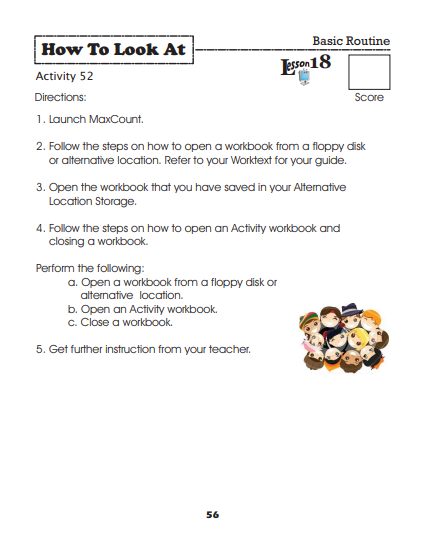 Basic Routine
How To Look At
Lesson 18
Activity 52
Directions:
Score
1. Launch MaxCount.
2. Follow the steps on how to open a workbook from a floppy disk
or alternative location. Refer to your Worktext for your guide.
3. Open the workbook that you have saved in your Alternative
Location Storage.
4. Follow the steps on how to open an Activity workbook and
closing a workbook.
Perform the following:
a. Open a workbook from a floppy disk or
alternative location.
b. Open an Activity workbook.
c. Close a workbook.
5. Get further instruction from your teacher.
56